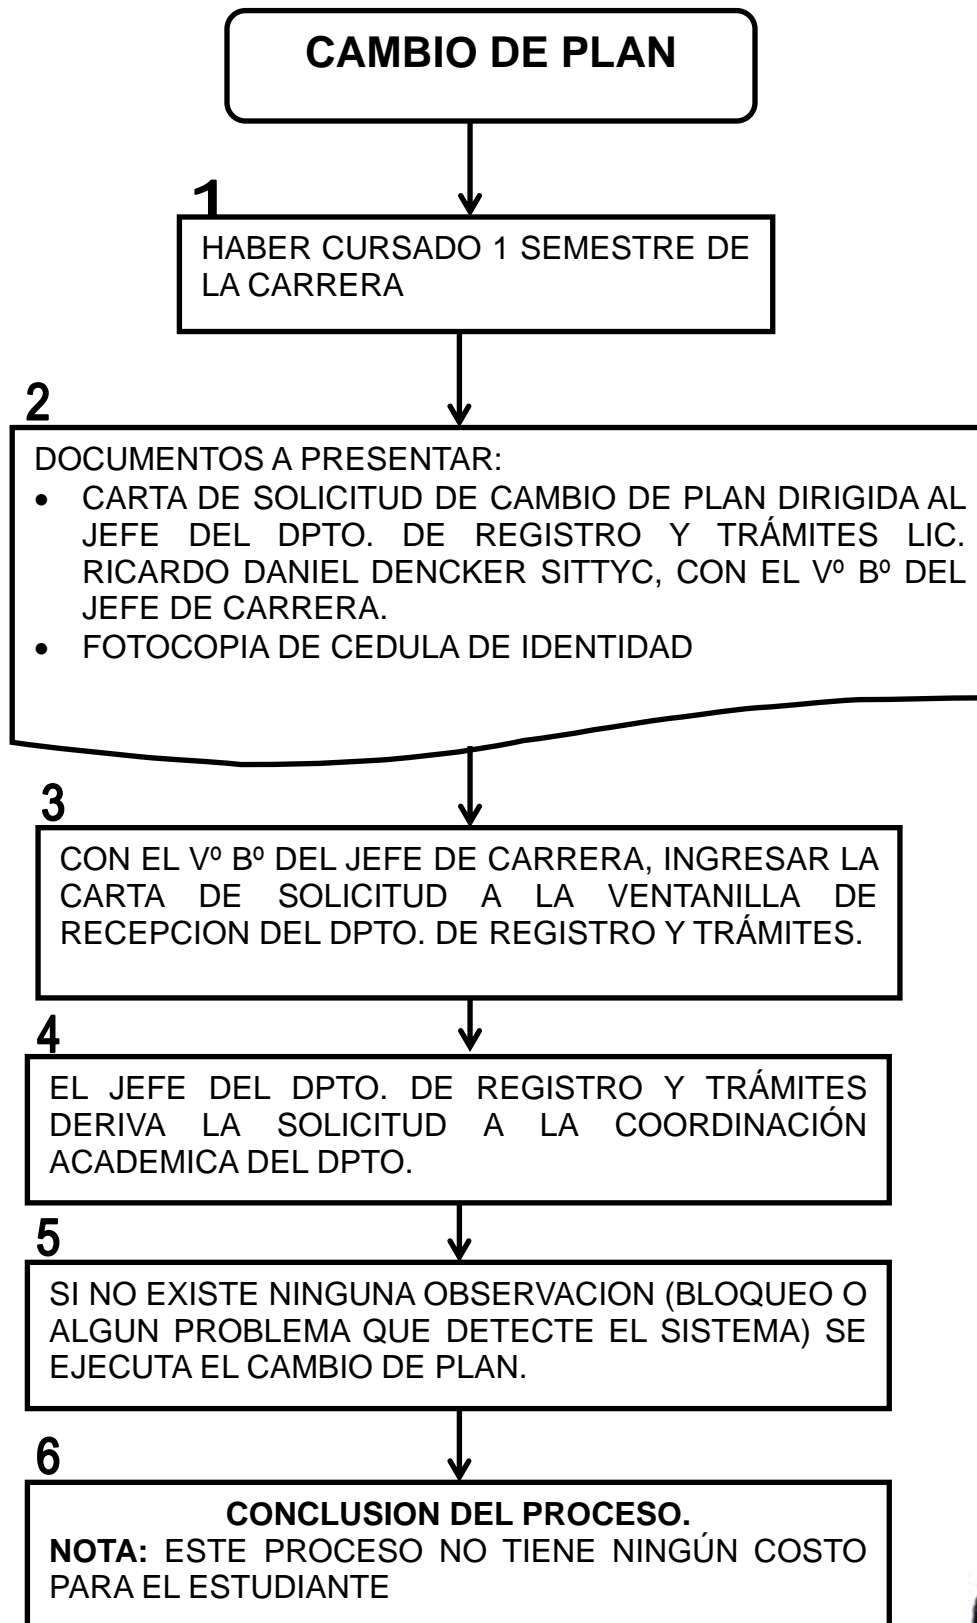 CAMBIO DE PLAN
1
HABER CURSADO 1 SEMESTRE DE
LA CARRERA
2
DOCUMENTOS A PRESENTAR:
• CARTA DE SOLICITUD DE CAMBIO DE PLAN DIRIGIDA AL
JEFE DEL DPTO. DE REGISTRO Y TRÁMITES LIC.
RICARDO DANIEL DENCKER SITTYC, CON EL Vº Bº DEL
JEFE DE CARRERA.
• FOTOCOPIA DE CEDULA DE IDENTIDAD
3
CON EL Vº Bº DEL JEFE DE CARRERA, INGRESAR LA
CARTA DE SOLICITUD A LA VENTANILLA DE
RECEPCION DEL DPTO. DE REGISTRO Y TRÁMITES.
4
EL JEFE DEL DPTO. DE REGISTRO Y TRÁMITES
DERIVA LA SOLICITUD A LA COORDINACIÓN
ACADEMICA DEL DPTO.
5
SI NO EXISTE NINGUNA OBSERVACION (BLOQUEO O
ALGUN PROBLEMA QUE DETECTE EL SISTEMA) SE
EJECUTA EL CAMBIO DE PLAN.
6
CONCLUSION DEL PROCESO.
NOTA: ESTE PROCESO NO TIENE NINGÚN COSTO
PARA EL ESTUDIANTE